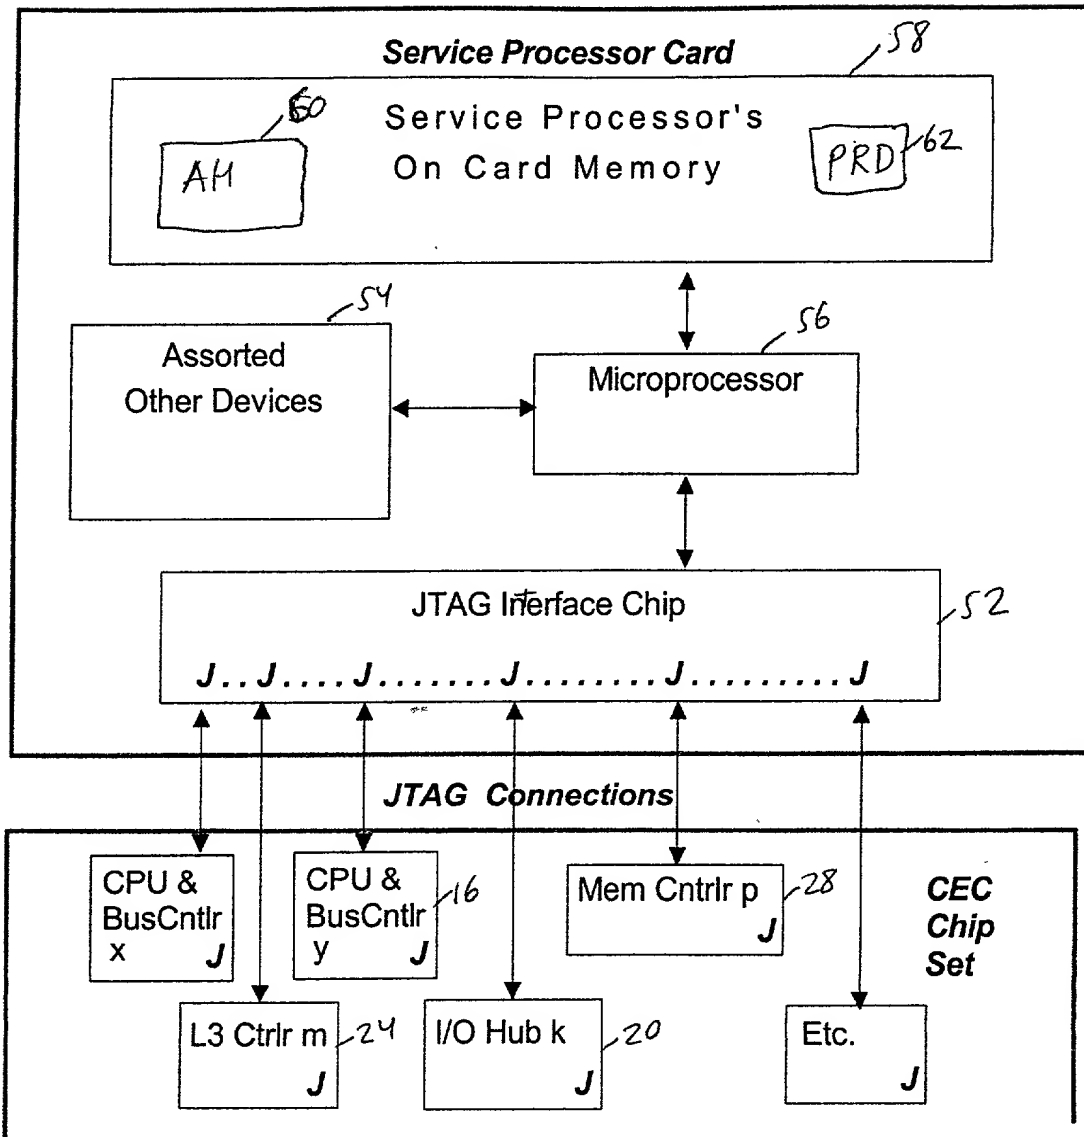 Service Processor Card
58
60
Service Processor's
On Card Memory
AH
PRD
62
54
56
Assorted
Other Devices
Microprocessor
JTAG Interface Chip
52
J..J....J.......J........J.........J
JTAG Connections
CPU &
BusCntlr
x J
CPU &
BusCntlr
y J
16
Mem Cntrlr p
J
28
CEC
Chip
Set
L3 Ctrlr m
J
24
I/O Hub k
J
20
Etc.
J